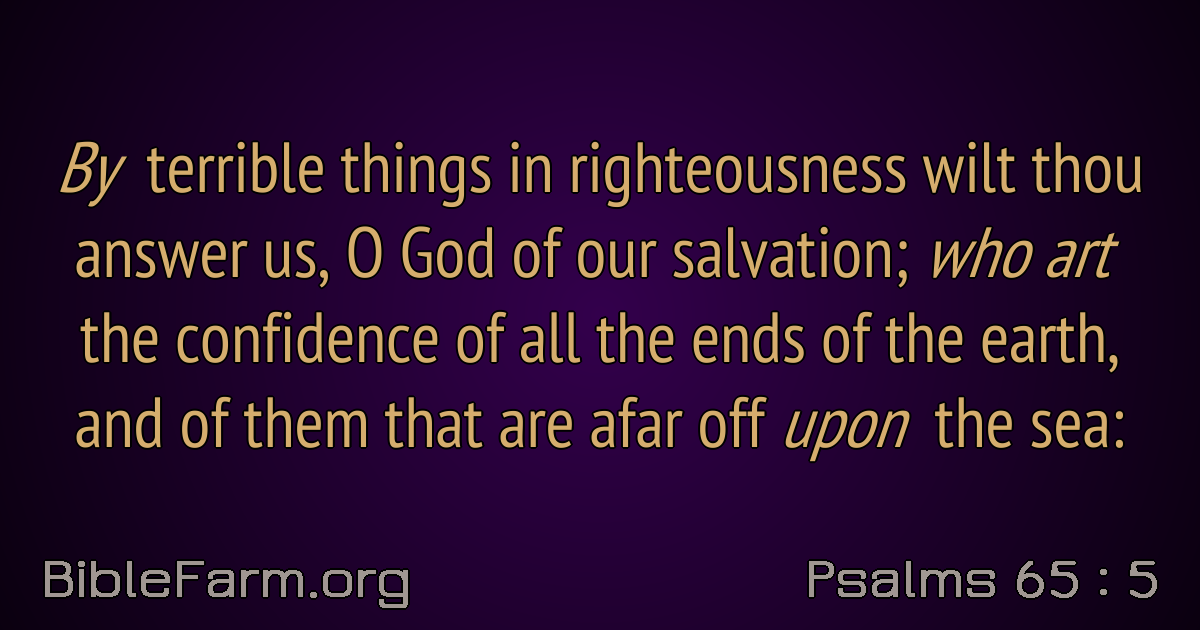 By terrible things in righteousness wilt thou
answer us, O God of our salvation; who art
the confidence of all the ends of the earth,
and of them that are afar off upon the sea:
BibleFarm.org
Psalms 65 : 5